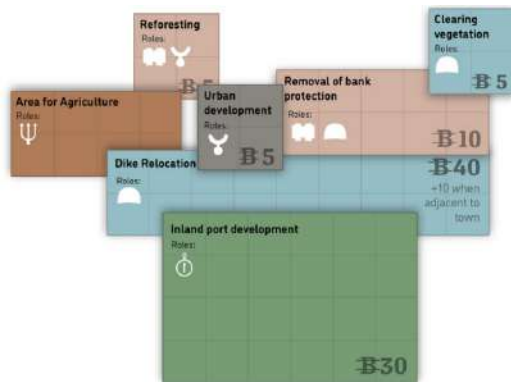 Reforesting
Roles:
5
Clearing
vegetation
Roles:
B 5
Area for Agriculture
Roles:
Urban
development
Roles:
B 5
Removal of bank
protection
Roles:
B 10
Dike Relocation
Roles:
B 40
+10 when
adjacent to
town
Inland port development
Roles:
B 30